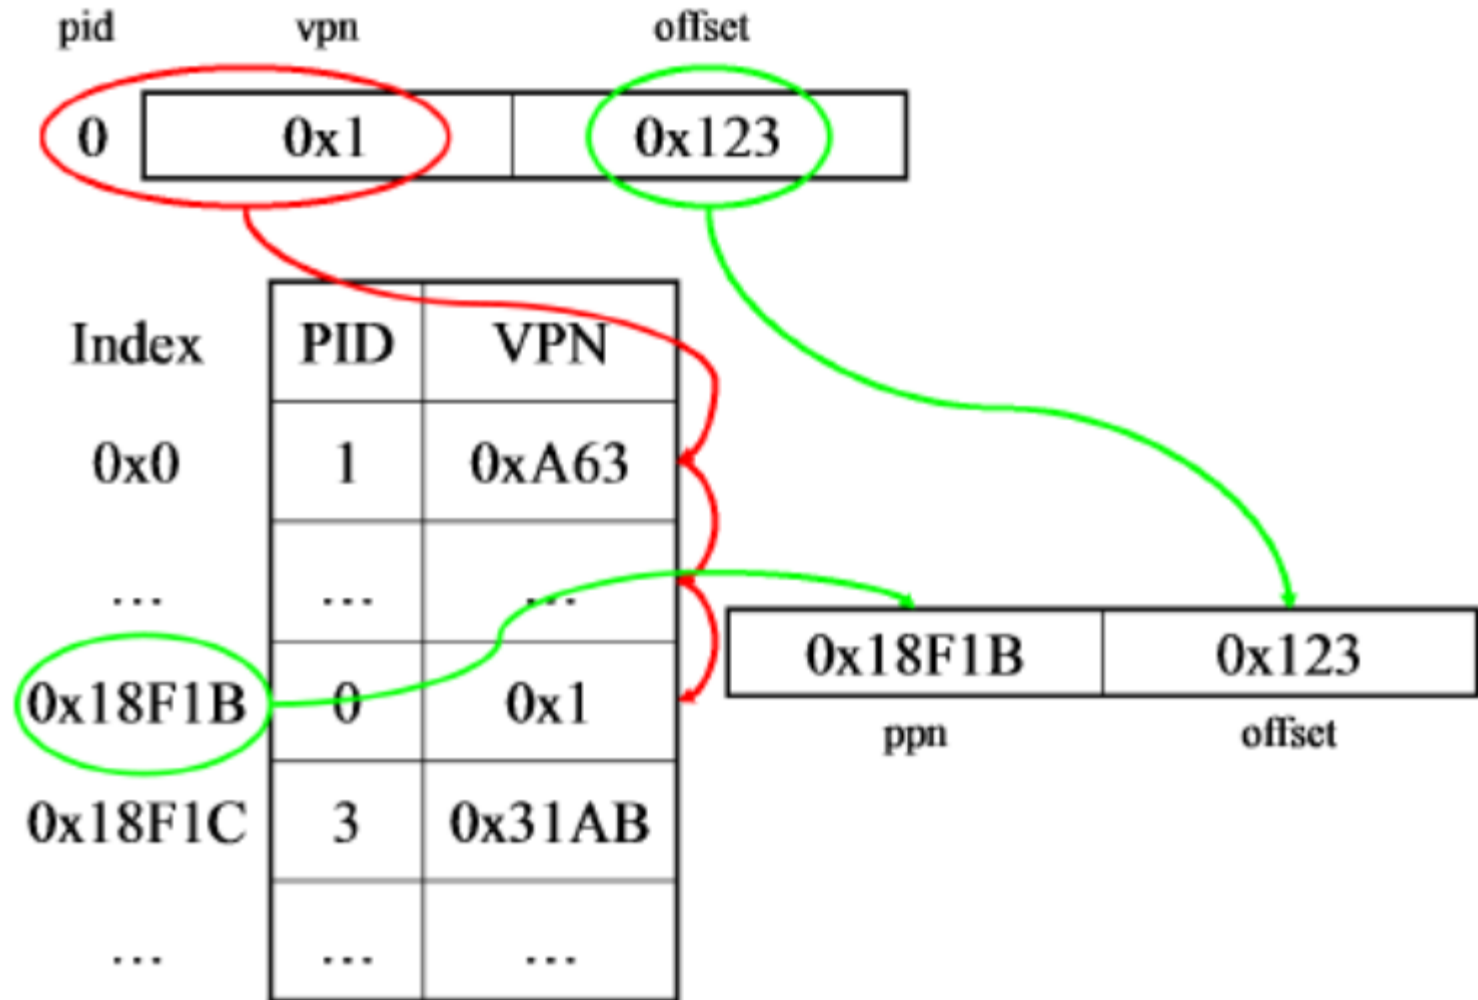 pid vpn offset
0 0x1 0x123
Index PID VPN
0x0 1 0xA63
... ... ...
0x18F1B 0 0x1
0x18F1C 3 0x31AB
... ... ...
0x18F1B 0x123
ppn offset